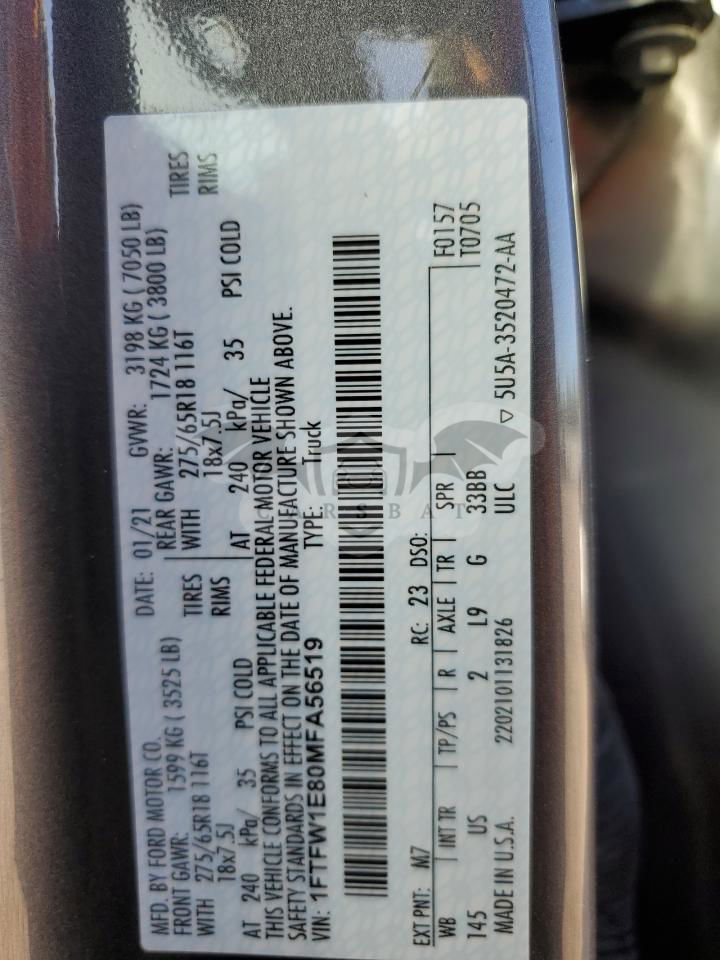 MFD. BY FORD MOTOR CO.
DATE: 01/21 GVWR: 3198 KG ( 7050 LB)
FRONT GAWR: 1599 KG ( 3525 LB) REAR GAWR: 1724 KG ( 3800 LB)
WITH 275/65R18 116T TIRES WITH 275/65R18 116T TIRES
18x7.5J RIMS 18x7.5J RIMS
AT 240 kPa/ 35 PSI COLD AT 240 kPa/ 35 PSI COLD
THIS VEHICLE CONFORMS TO ALL APPLICABLE FEDERAL MOTOR VEHICLE
SAFETY STANDARDS IN EFFECT ON THE DATE OF MANUFACTURE SHOWN ABOVE.
VIN: 1FTFW1E80MFA56519 TYPE: Truck
CARSBAT
EXT PNT: M7 RC: 23 DSO: F0157
WB INT TR TP/PS R AXLE TR SPR T0705
145 US 2 L9 G 33BB
MADE IN U.S.A. 2202101131826 ULC ▽ 5U5A-3520472-AA